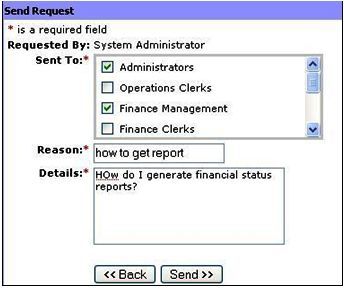 Send Request
* is a required field
Requested By: System Administrator
Sent To:* Administrators
Operations Clerks
Finance Management
Finance Clerks
Reason:* how to get report
Details:* HOw do I generate financial status
reports?
<< Back Send >>